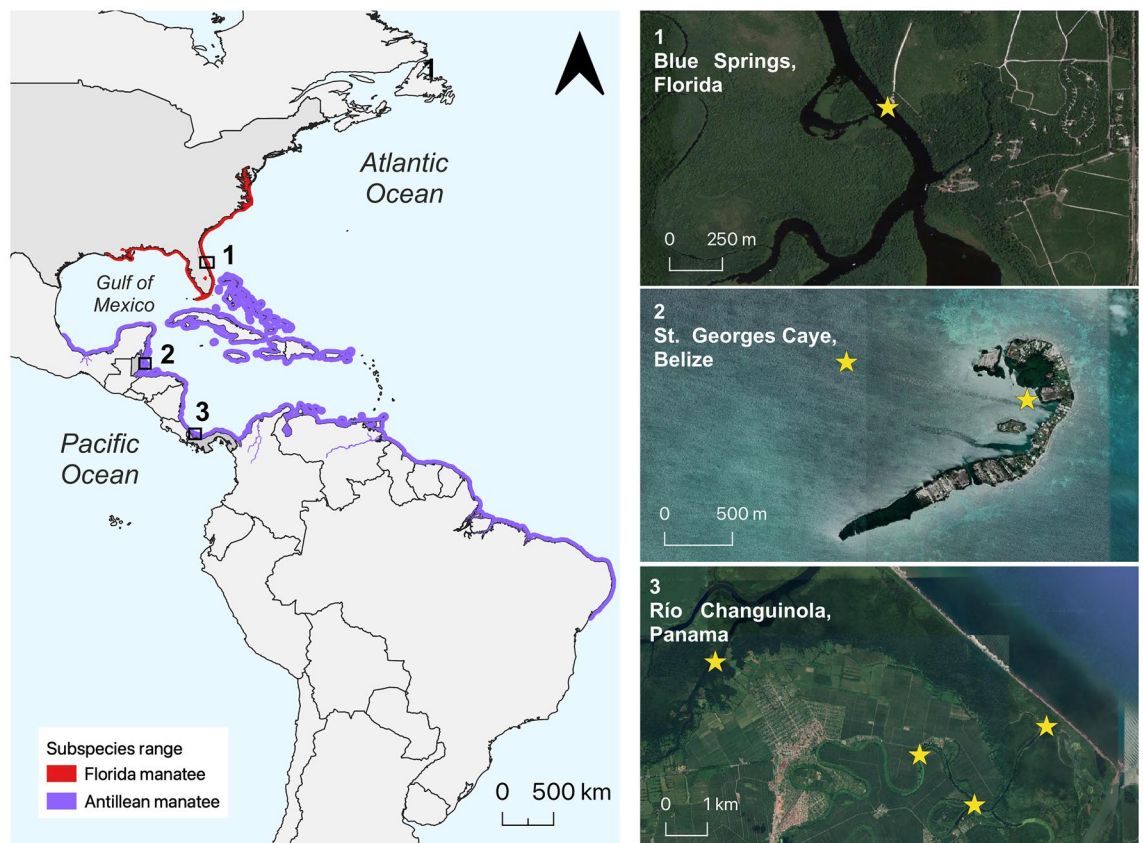 1
Atlantic
Ocean
Gulf of
Mexico
1
2
3
Pacific
Ocean
Subspecies range
Florida manatee
Antillean manatee
0 500 km
1
Blue Springs,
Florida
0 250 m
2
St. Georges Caye,
Belize
0 500 m
3
Río Changuinola,
Panama
0 1 km